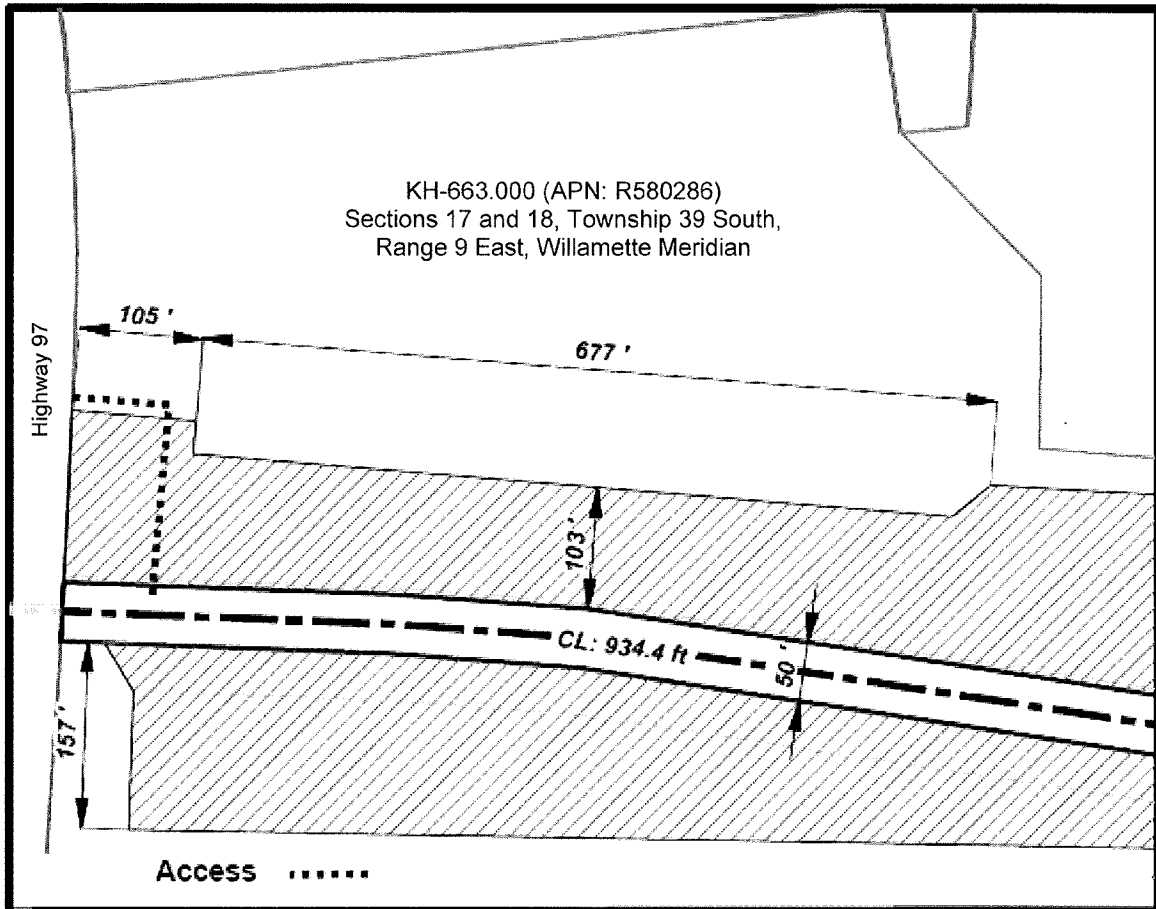 KH-663.000 (APN: R580286)
Sections 17 and 18, Township 39 South,
Range 9 East, Willamette Meridian
105 '
677 '
Highway 97
103 '
CL: 934.4 ft
50 '
157 '
Access